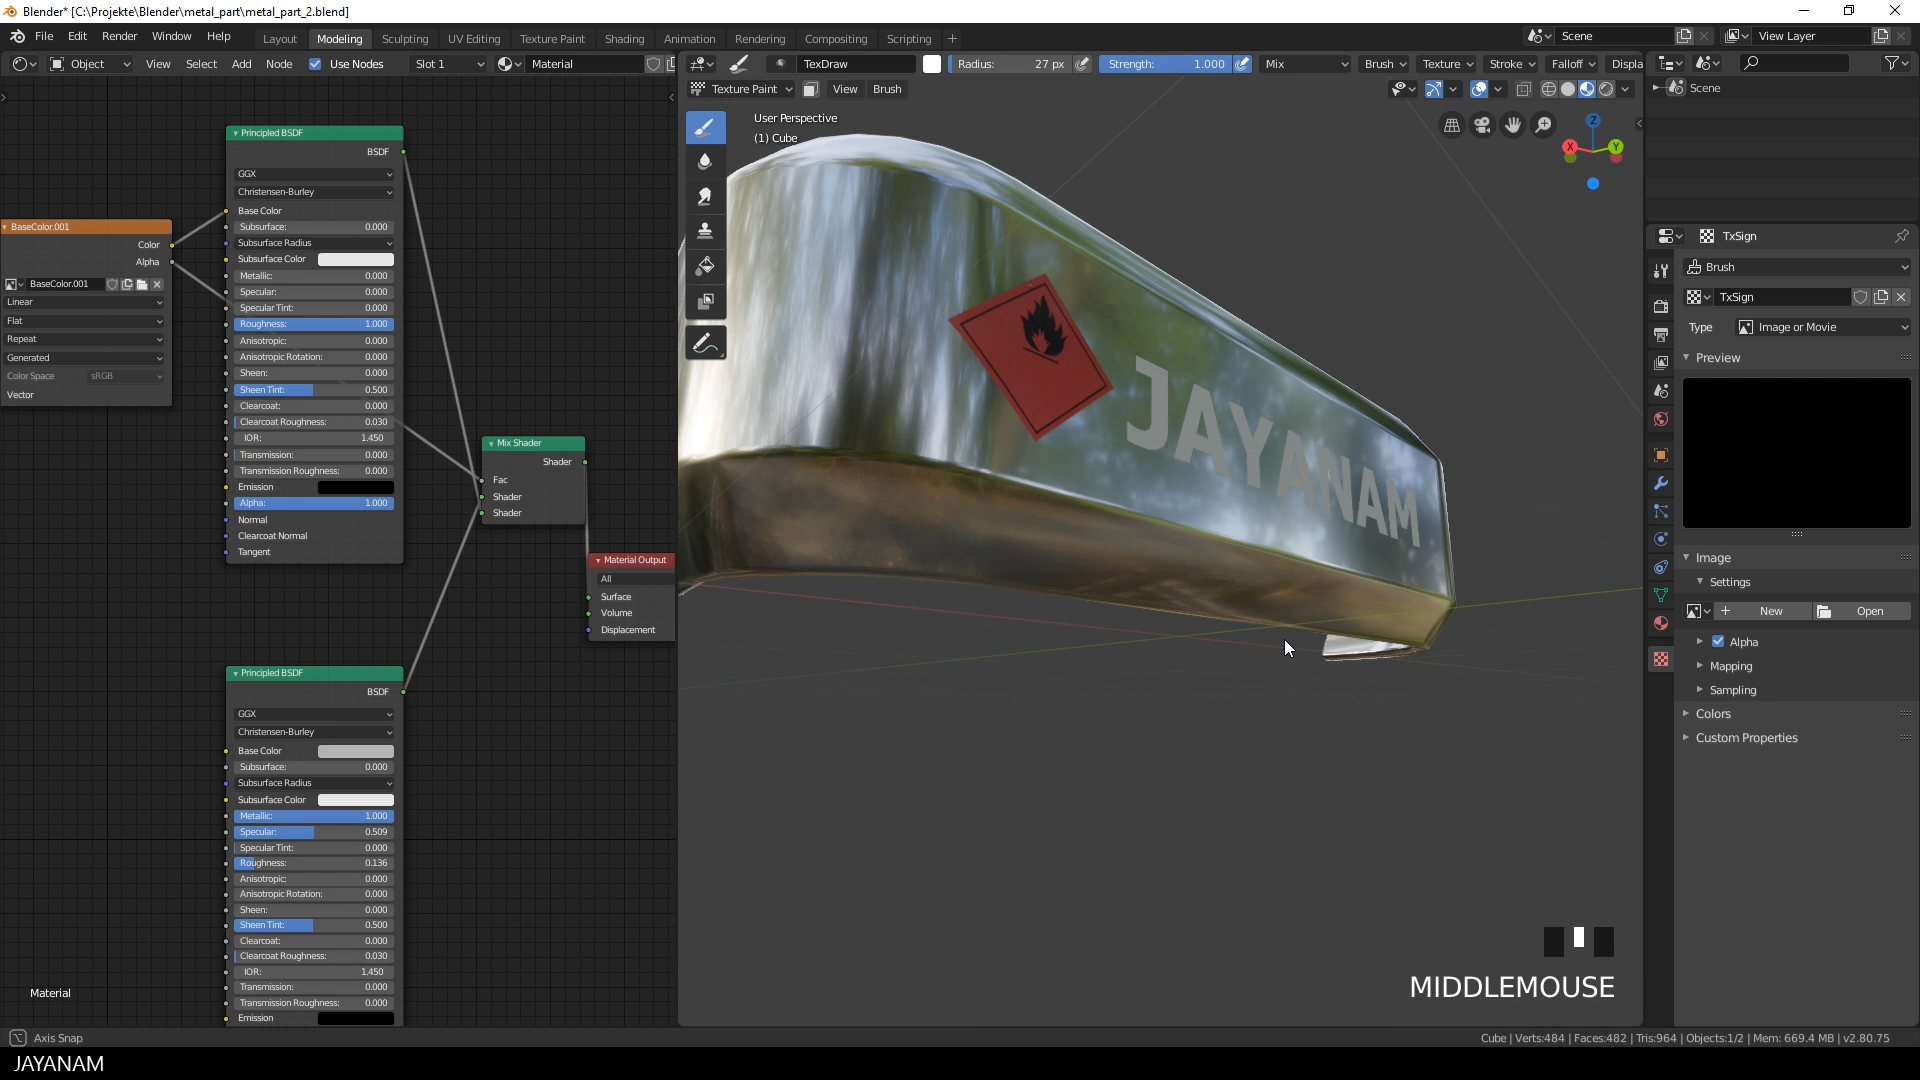 Blender* [C:\Projekte\Blender\metal_part\metal_part_2.blend]
File Edit Render Window Help
Layout Modeling Sculpting UV Editing Texture Paint Shading Animation Rendering Compositing Scripting +
Scene
View Layer
Object View Select Add Node Use Nodes Slot 1 Material
TexDraw Radius: 27 px Strength: 1.000 Mix Brush Texture Stroke Falloff Displa
Texture Paint View Brush
Scene
User Perspective
(1) Cube
Z
X
Y
Principled BSDF
BSDF
GGX
Christensen-Burley
Base Color
Subsurface: 0.000
Subsurface Radius
Subsurface Color
Metallic: 0.000
Specular: 0.000
Specular Tint: 0.000
Roughness: 1.000
Anisotropic: 0.000
Anisotropic Rotation: 0.000
Sheen: 0.000
Sheen Tint: 0.500
Clearcoat: 0.000
Clearcoat Roughness: 0.030
IOR: 1.450
Transmission: 0.000
Transmission Roughness: 0.000
Emission
Alpha: 1.000
Normal
Clearcoat Normal
Tangent
BaseColor.001
Color
Alpha
BaseColor.001
Linear
Flat
Repeat
Generated
Color Space sRGB
Vector
Mix Shader
Shader
Fac
Shader
Shader
Material Output
All
Surface
Volume
Displacement
Principled BSDF
BSDF
GGX
Christensen-Burley
Base Color
Subsurface: 0.000
Subsurface Radius
Subsurface Color
Metallic: 1.000
Specular: 0.509
Specular Tint: 0.000
Roughness: 0.136
Anisotropic: 0.000
Anisotropic Rotation: 0.000
Sheen: 0.000
Sheen Tint: 0.500
Clearcoat: 0.000
Clearcoat Roughness: 0.030
IOR: 1.450
Transmission: 0.000
Transmission Roughness: 0.000
Emission
Material
JAYANAM
MIDDLEMOUSE
TxSign
Brush
TxSign
Type Image or Movie
Preview
Image
Settings
+ New Open
Alpha
Mapping
Sampling
Colors
Custom Properties
Axis Snap
Cube | Verts:484 | Faces:482 | Tris:964 | Objects:1/2 | Mem: 669.4 MB | v2.80.75
JAYANAM